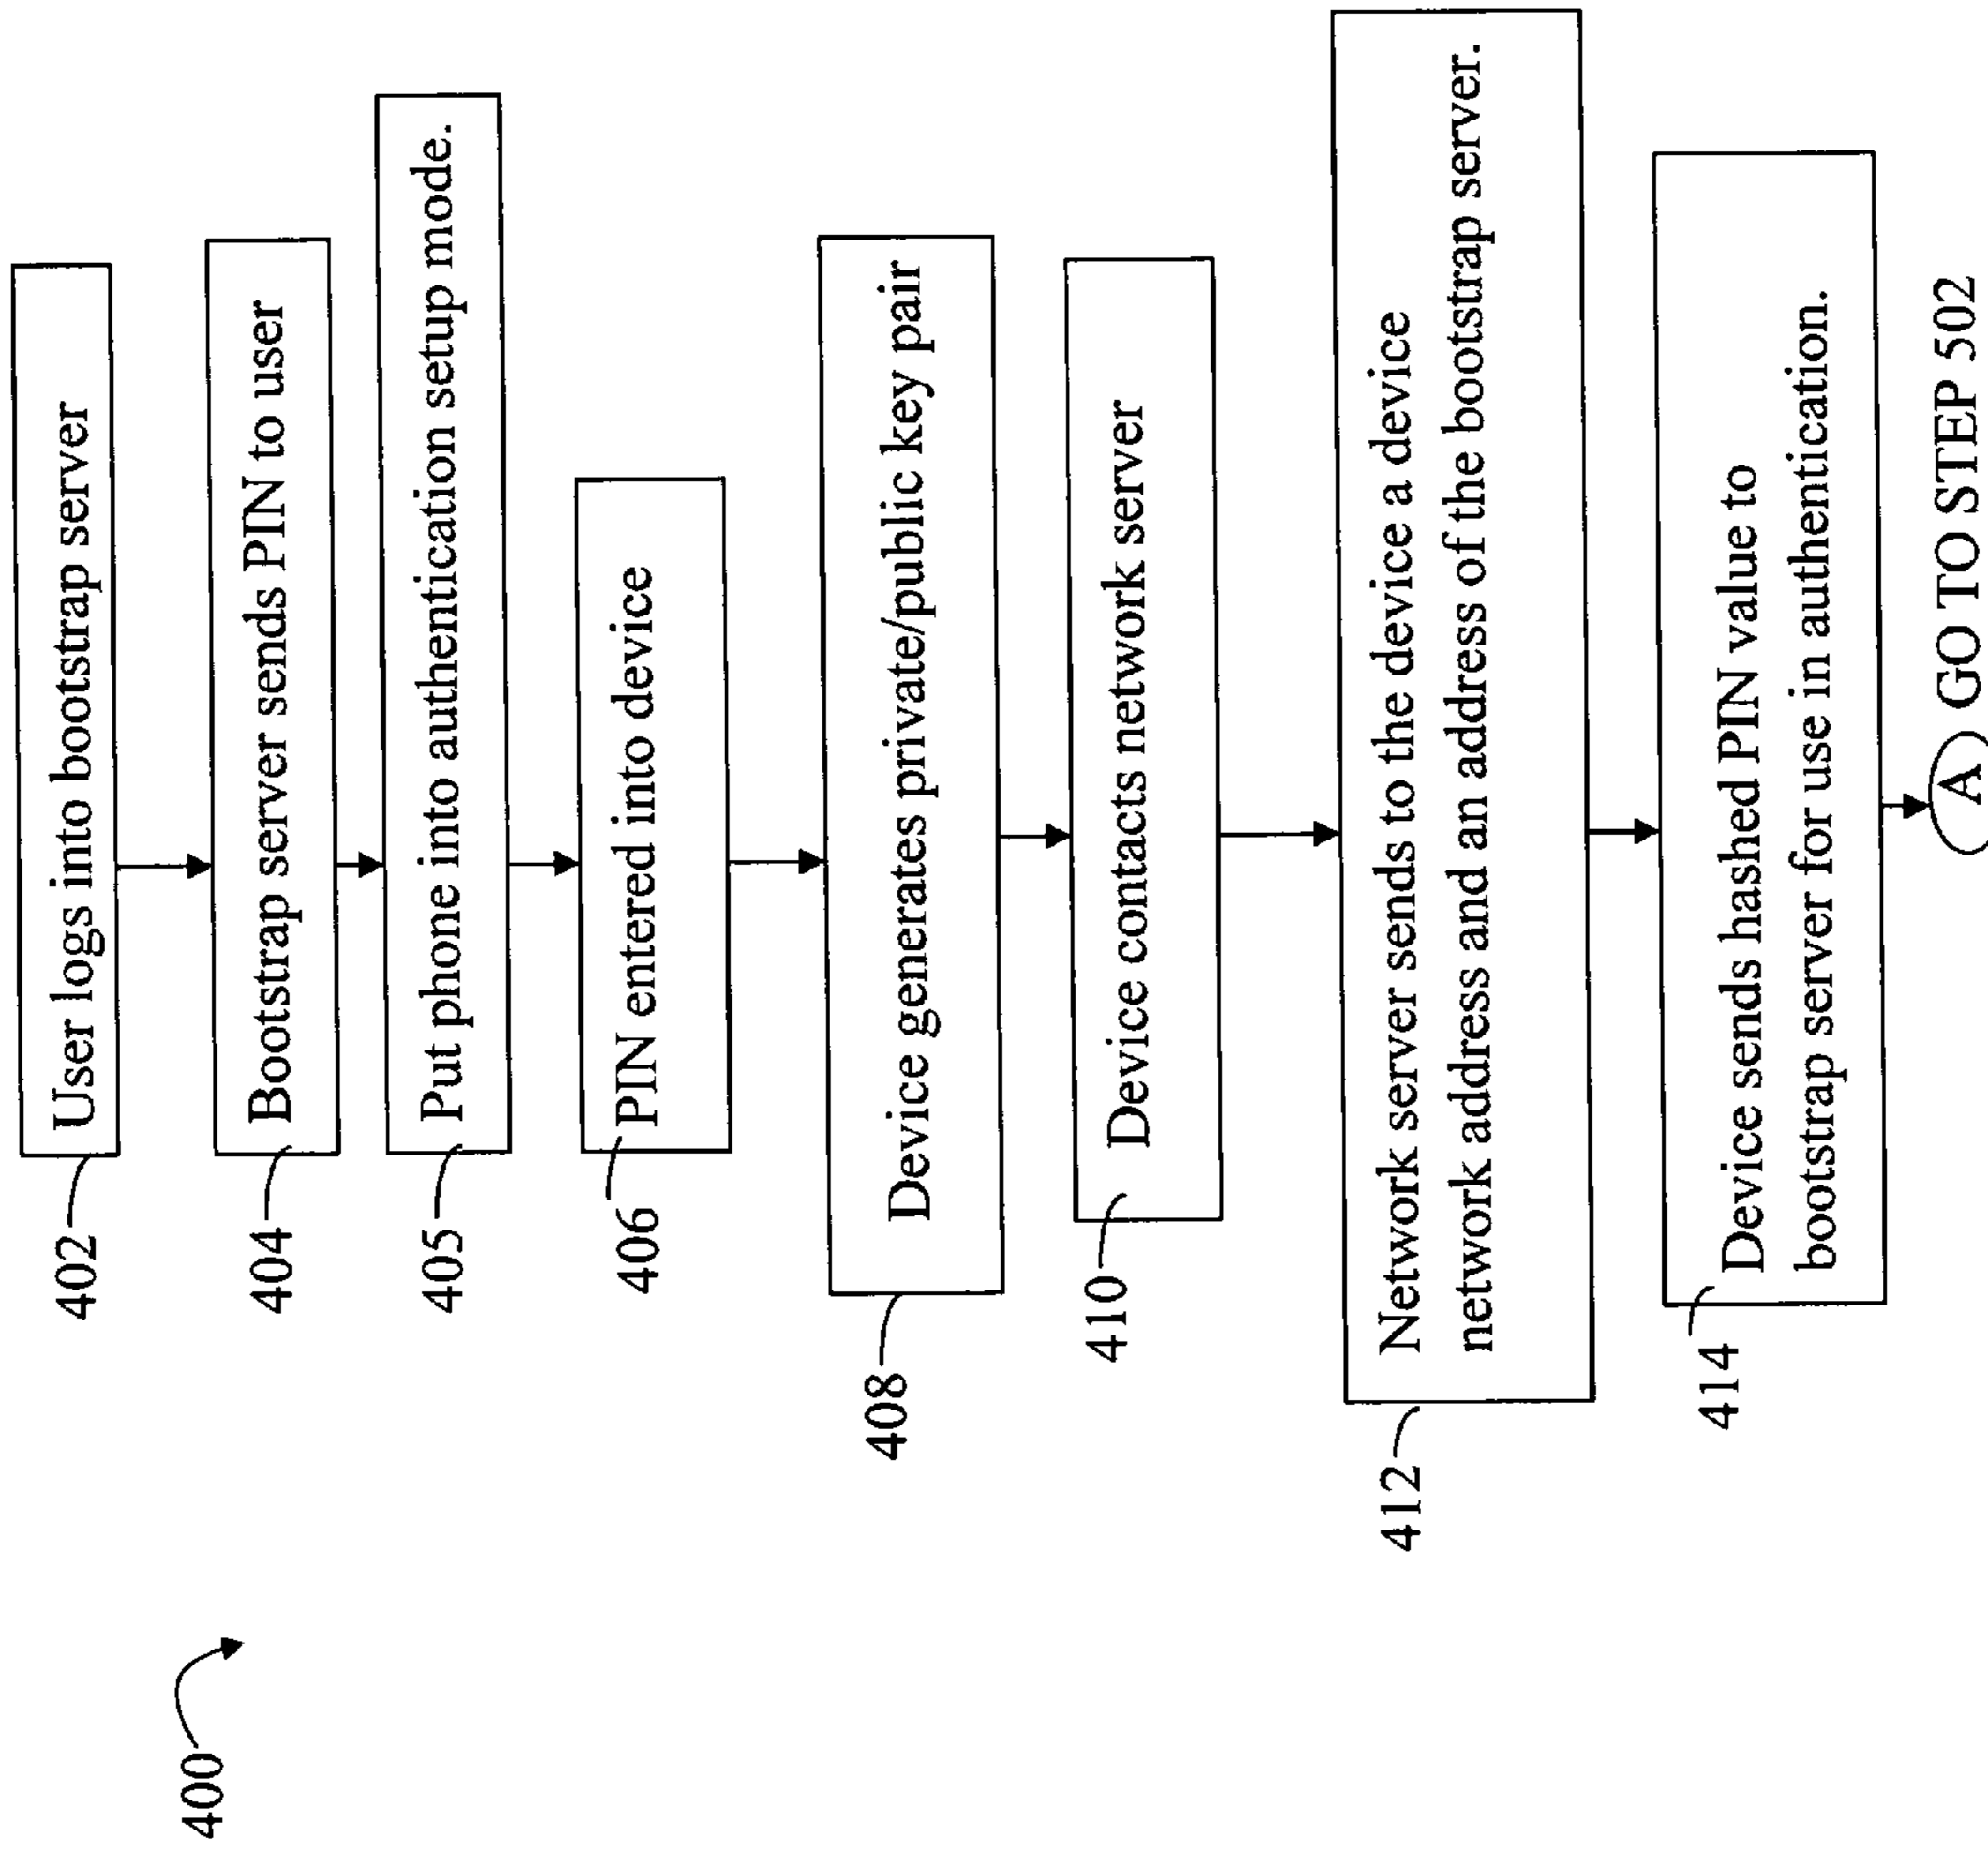 400
402
User logs into bootstrap server
404
Bootstrap server sends PIN to user
405
Put phone into authentication setup mode.
406
PIN entered into device
408
Device generates private/public key pair
410
Device contacts network server
412
Network server sends to the device a device
network address and an address of the bootstrap server.
414
Device sends hashed PIN value to
bootstrap server for use in authentication.
A GO TO STEP 502